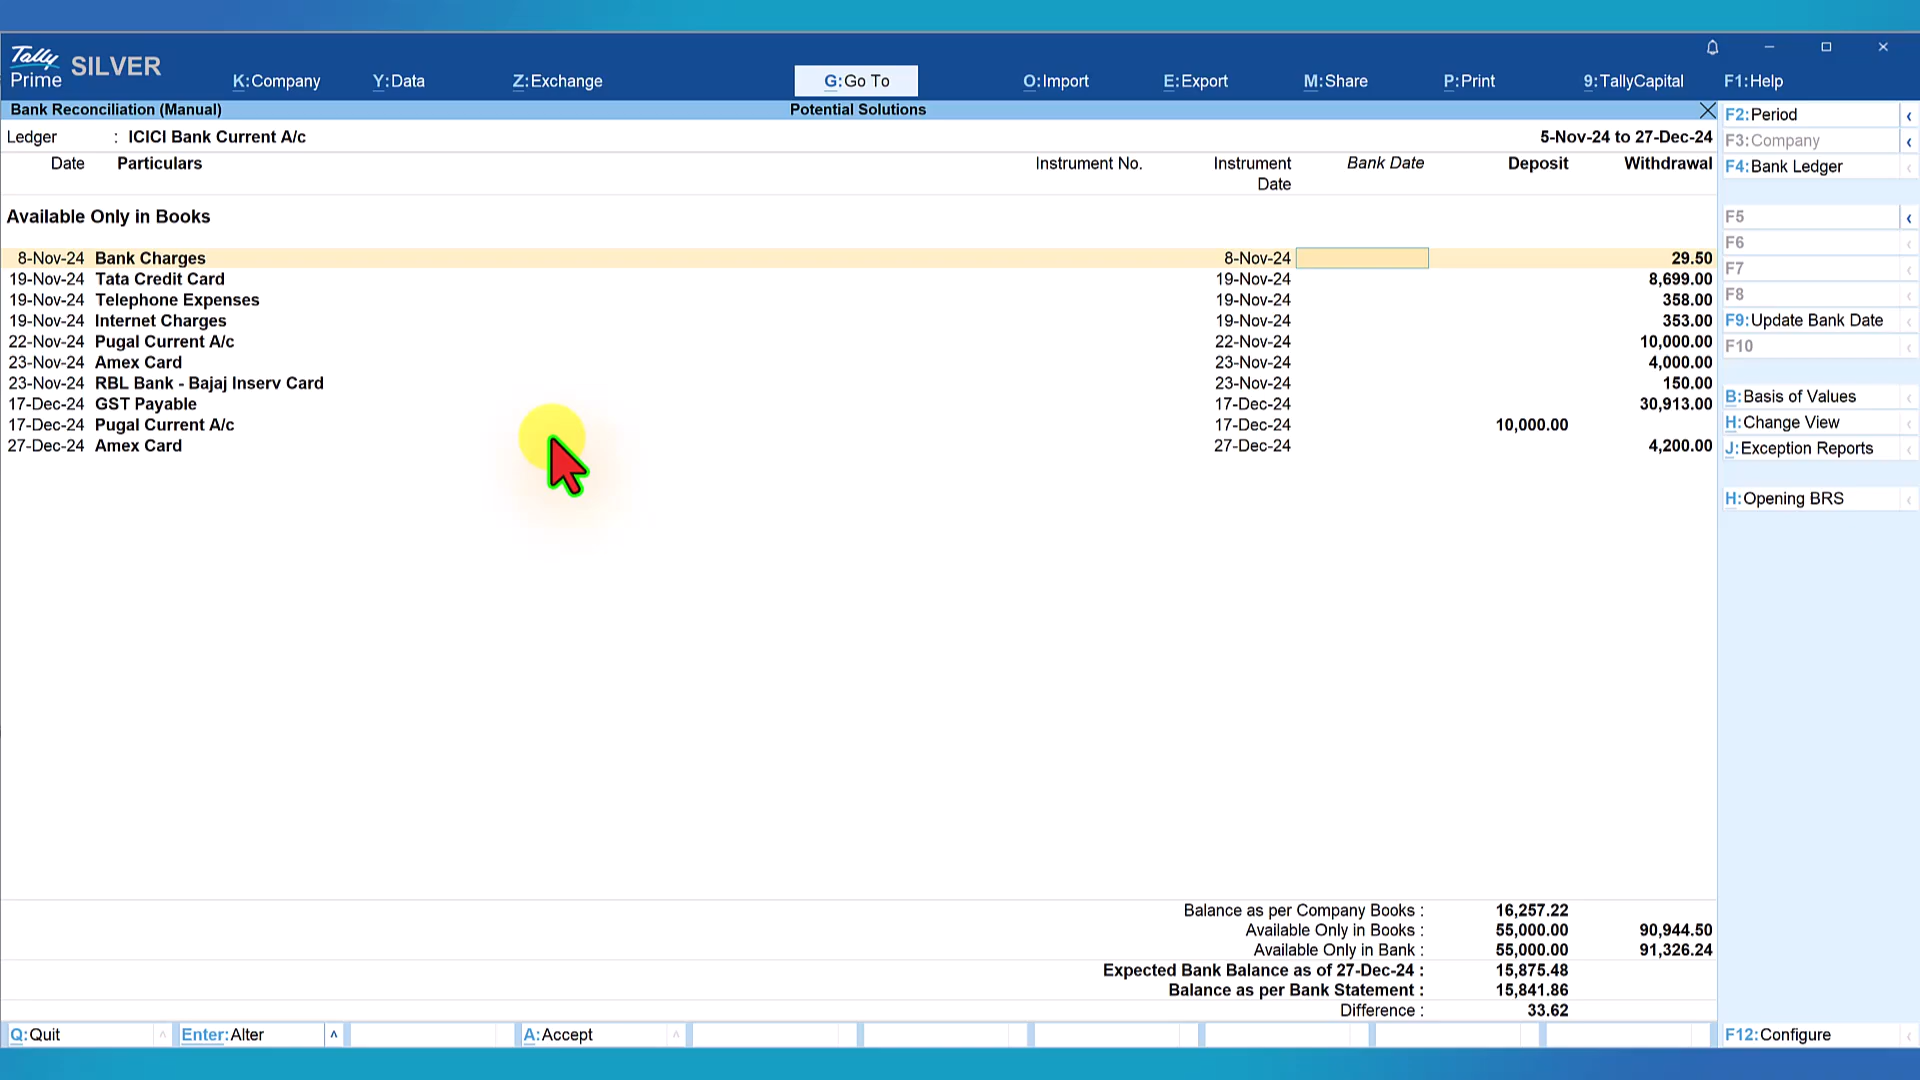 Tally
Prime SILVER
K:Company Y:Data Z:Exchange G:Go To O:Import E:Export M:Share P:Print 9:TallyCapital F1:Help
Bank Reconciliation (Manual) Potential Solutions
Ledger : ICICI Bank Current A/c 5-Nov-24 to 27-Dec-24
Date Particulars Instrument No. Instrument Date Bank Date Deposit Withdrawal
Available Only in Books
8-Nov-24 Bank Charges 8-Nov-24 29.50
19-Nov-24 Tata Credit Card 19-Nov-24 8,699.00
19-Nov-24 Telephone Expenses 19-Nov-24 358.00
19-Nov-24 Internet Charges 19-Nov-24 353.00
22-Nov-24 Pugal Current A/c 22-Nov-24 10,000.00
23-Nov-24 Amex Card 23-Nov-24 4,000.00
23-Nov-24 RBL Bank - Bajaj Inserv Card 23-Nov-24 150.00
17-Dec-24 GST Payable 17-Dec-24 30,913.00
17-Dec-24 Pugal Current A/c 17-Dec-24 10,000.00
27-Dec-24 Amex Card 27-Dec-24 4,200.00
Balance as per Company Books : 16,257.22
Available Only in Books : 55,000.00 90,944.50
Available Only in Bank : 55,000.00 91,326.24
Expected Bank Balance as of 27-Dec-24 : 15,875.48
Balance as per Bank Statement : 15,841.86
Difference : 33.62
F2:Period
F3:Company
F4:Bank Ledger
F5
F6
F7
F8
F9:Update Bank Date
F10
B:Basis of Values
H:Change View
J:Exception Reports
H:Opening BRS
Q:Quit Enter:Alter A:Accept F12:Configure